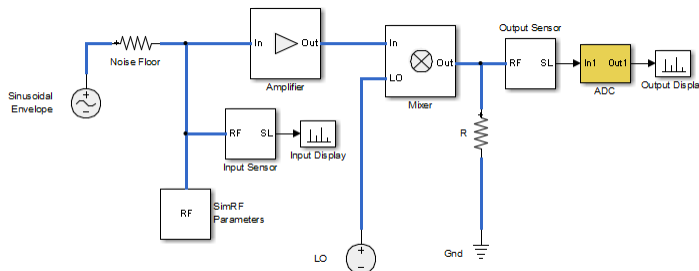 Sinusoidal
Envelope
Noise Floor
In
Out
Amplifier
RF
SL
Input Sensor
Input Display
RF
SimRF
Parameters
In
LO
Out
Mixer
LO
R
Gnd
Output Sensor
RF
SL
In1
Out1
ADC
Output Displa